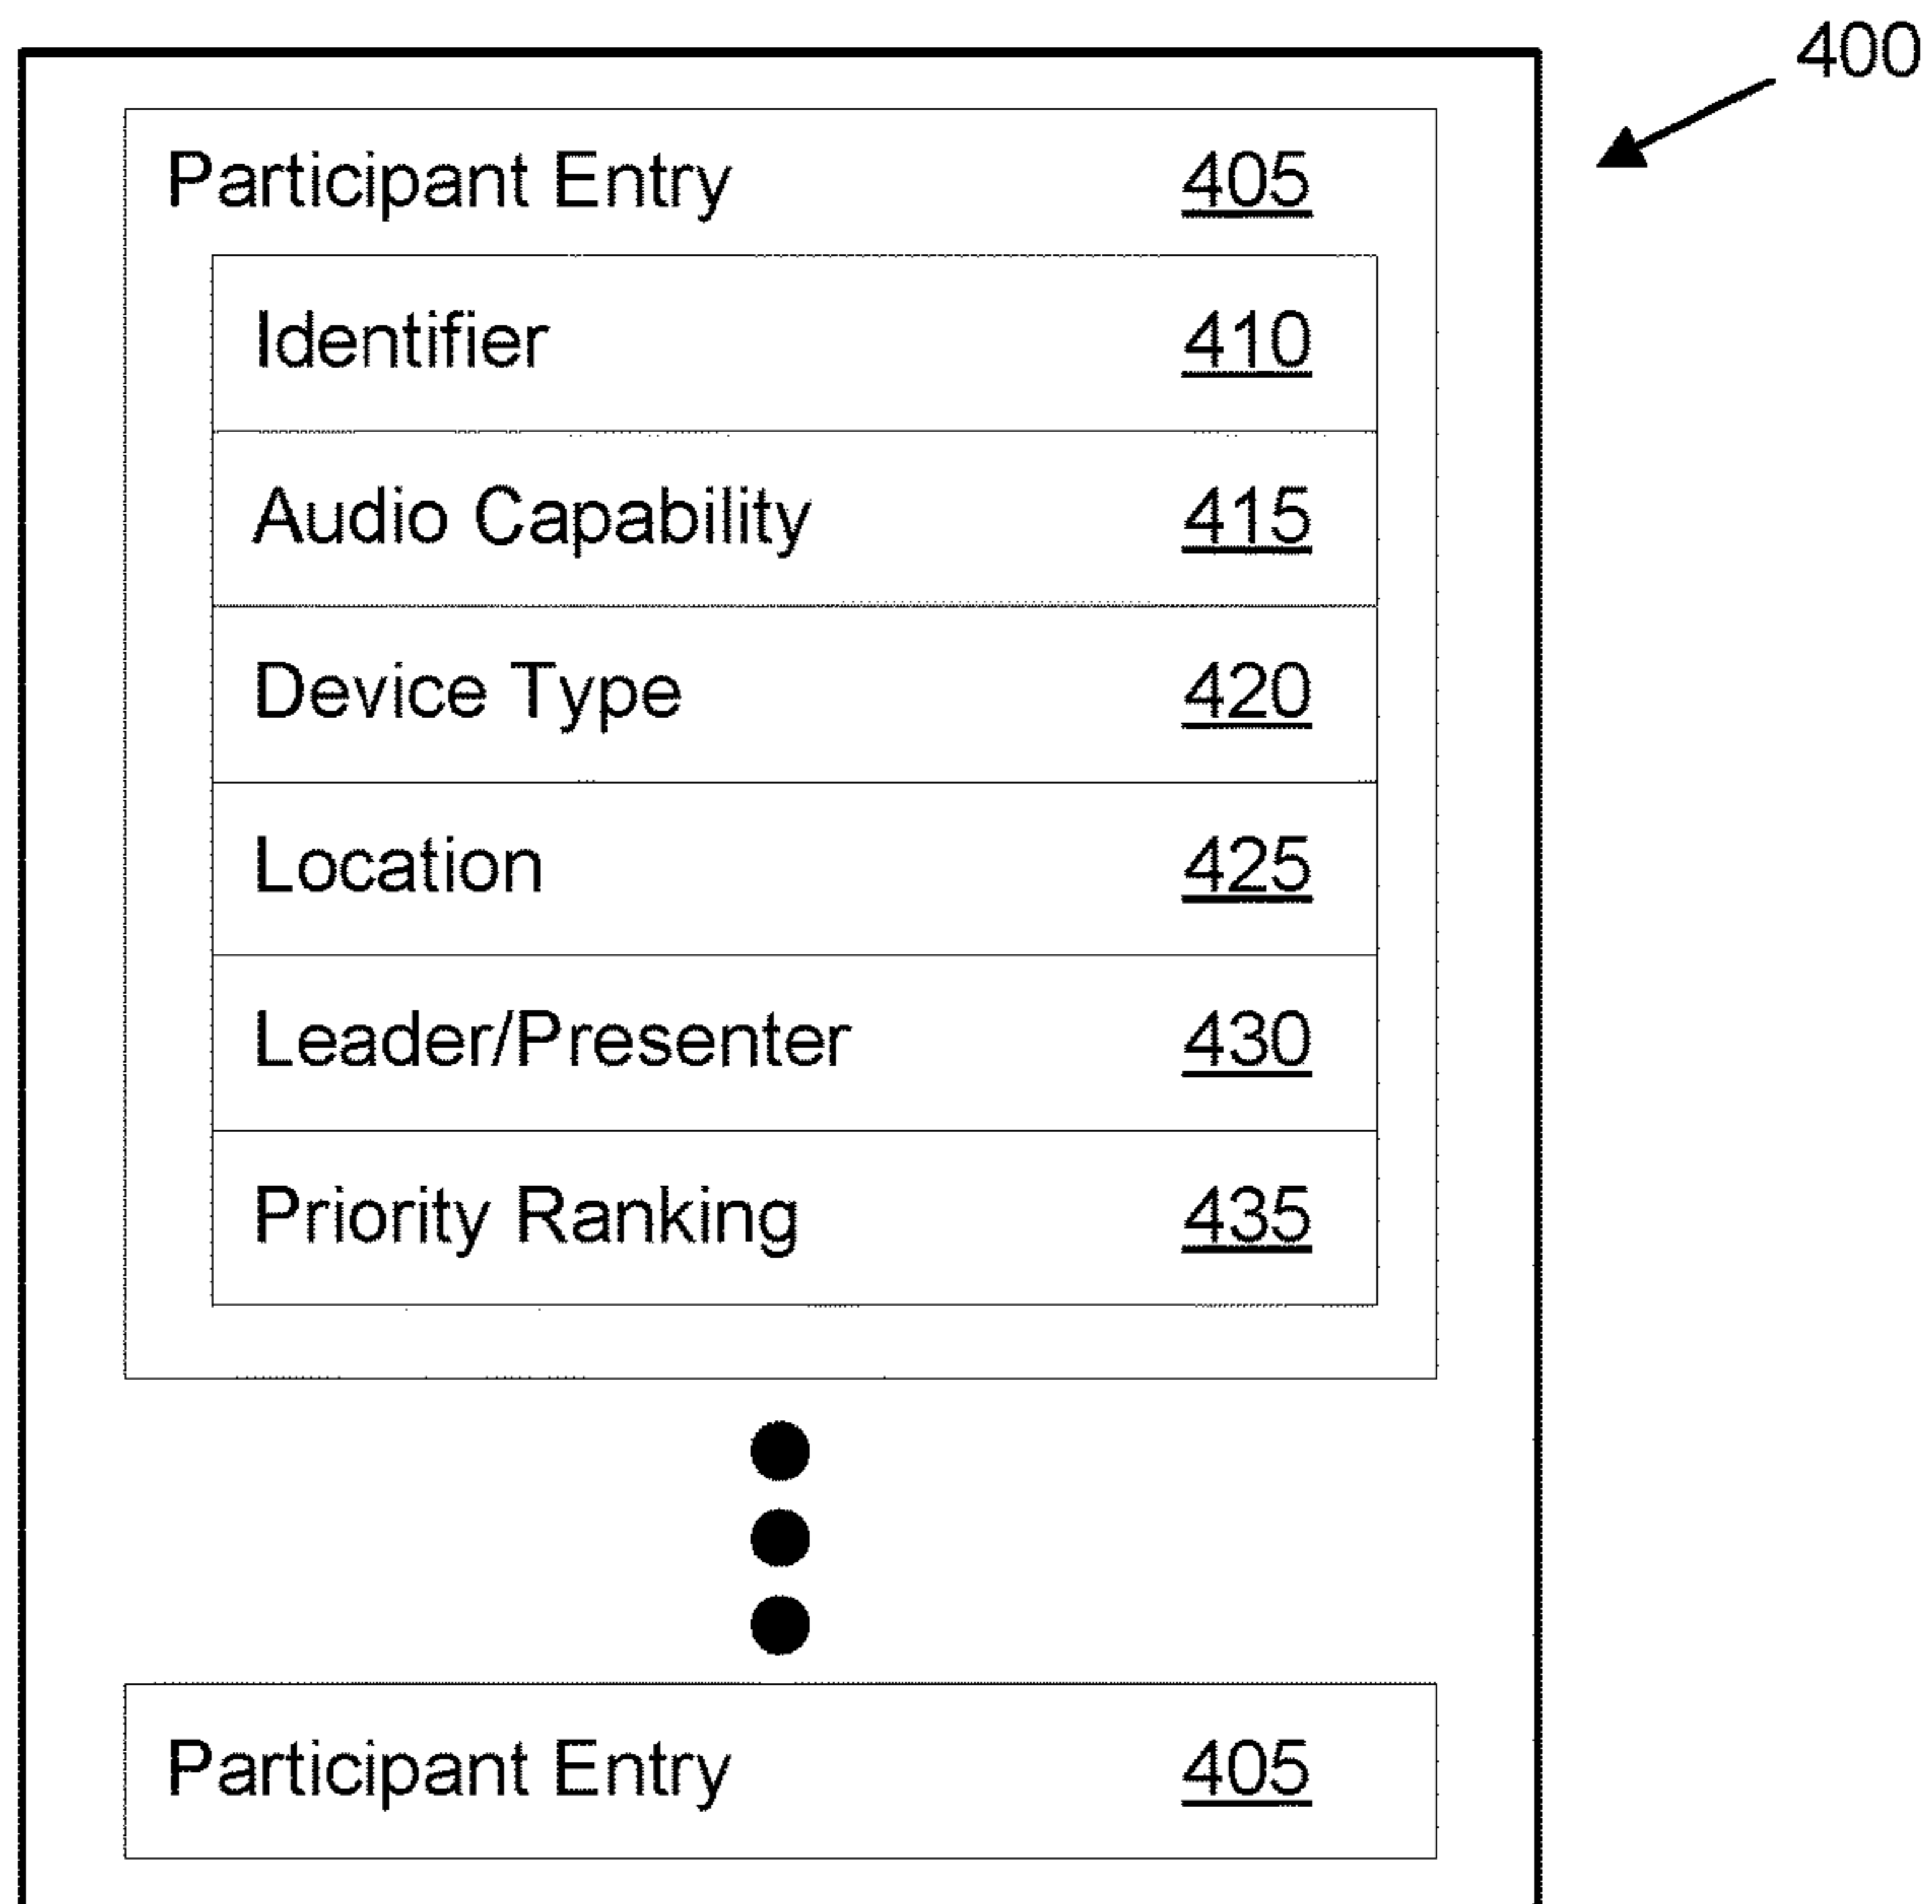 400
Participant Entry 405
Identifier 410
Audio Capability 415
Device Type 420
Location 425
Leader/Presenter 430
Priority Ranking 435
Participant Entry 405